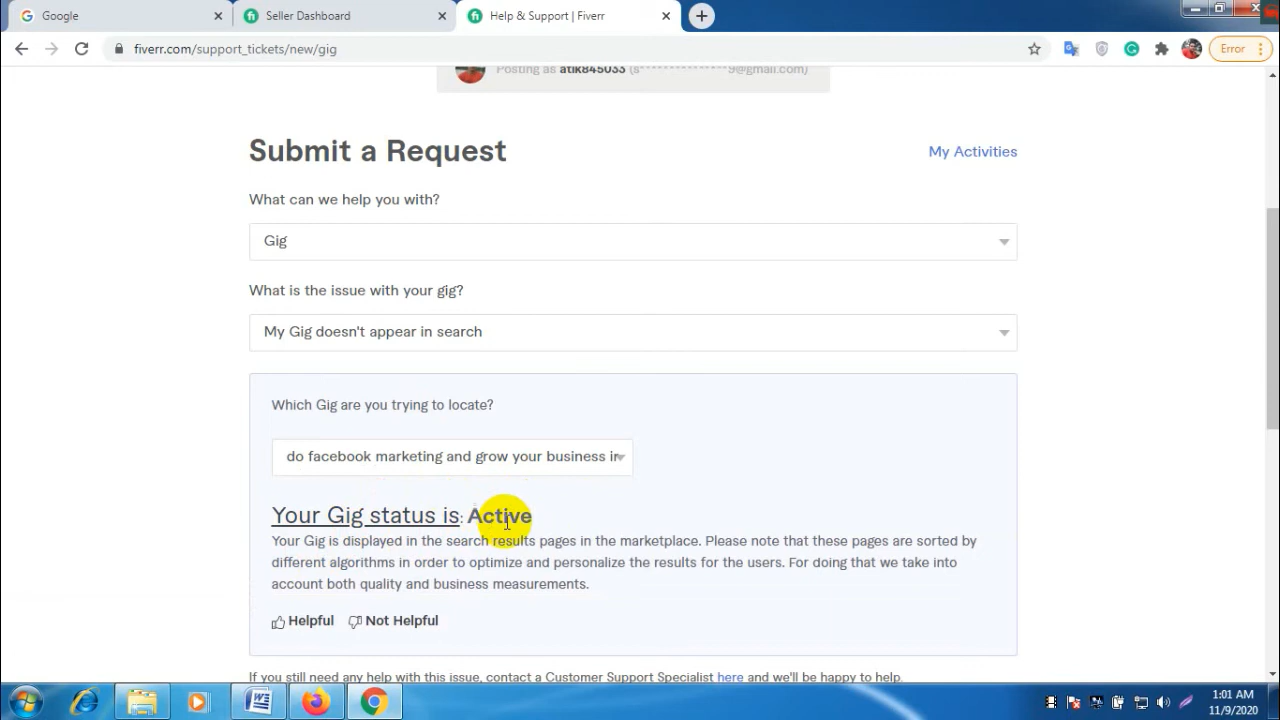 Google
Seller Dashboard
Help & Support | Fiverr
fiverr.com/support_tickets/new/gig
Error
Posting as atik845033 (s***************9@gmail.com)
Submit a Request
My Activities
What can we help you with?
Gig
What is the issue with your gig?
My Gig doesn't appear in search
Which Gig are you trying to locate?
do facebook marketing and grow your business in
Your Gig status is: Active
Your Gig is displayed in the search results pages in the marketplace. Please note that these pages are sorted by
different algorithms in order to optimize and personalize the results for the users. For doing that we take into
account both quality and business measurements.
Helpful
Not Helpful
If you still need any help with this issue, contact a Customer Support Specialist here and we'll be happy to help.
1:01 AM
11/9/2020